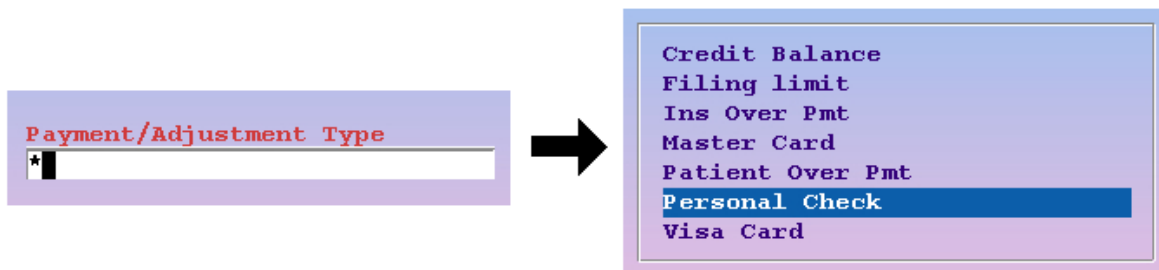 Payment/Adjustment Type
*
Credit Balance
Filing limit
Ins Over Pmt
Master Card
Patient Over Pmt
Personal Check
Visa Card